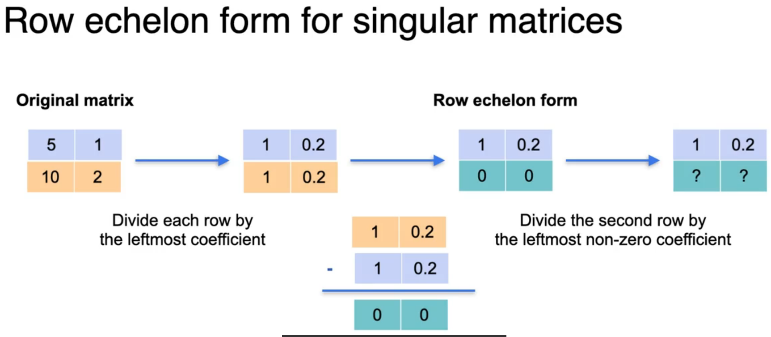 Row echelon form for singular matrices
Original matrix
Row echelon form
5 1
10 2
1 0.2
1 0.2
1 0.2
0 0
1 0.2
? ?
Divide each row by
the leftmost coefficient
Divide the second row by
the leftmost non-zero coefficient
1 0.2
- 1 0.2
0 0